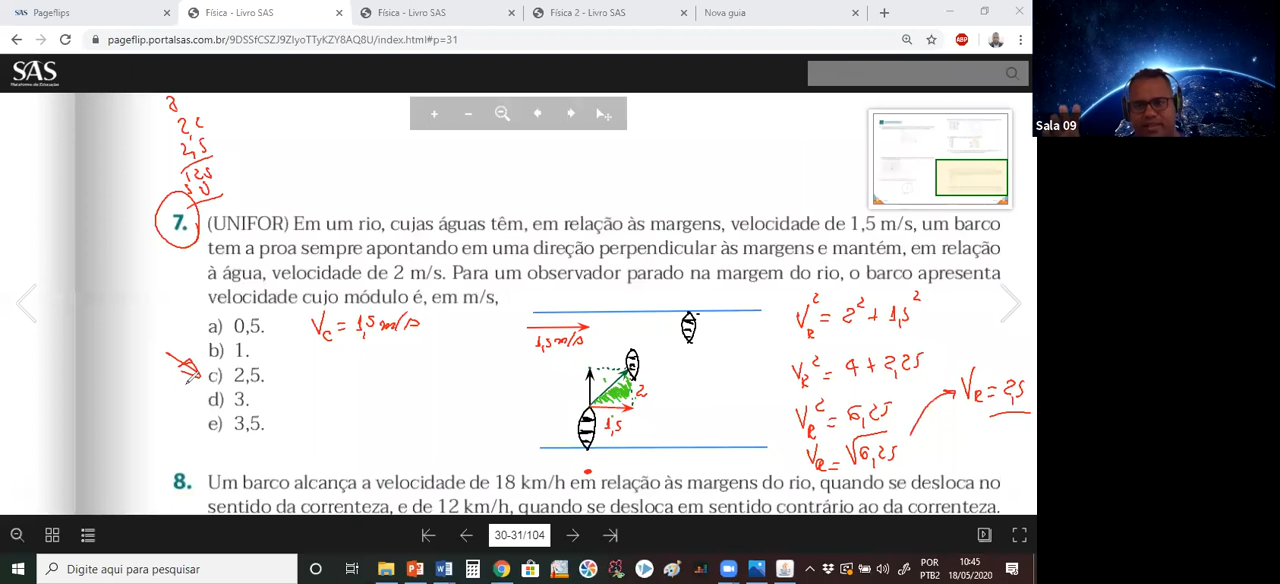 Pageflips
Física - Livro SAS
Física - Livro SAS
Física 2 - Livro SAS
Nova guia
pageflip.portalsas.com.br/9DSSfCSZJ9ZIyoTTyKZY8AQ8U/index.html#p=31
ABP
SAS
Plataforma de Educação
Sala 09
2,5
125
7. (UNIFOR) Em um rio, cujas águas têm, em relação às margens, velocidade de 1,5 m/s, um barco
tem a proa sempre apontando em uma direção perpendicular às margens e mantém, em relação
à água, velocidade de 2 m/s. Para um observador parado na margem do rio, o barco apresenta
velocidade cujo módulo é, em m/s,
a) 0,5.
b) 1.
c) 2,5.
d) 3.
e) 3,5.
Vc = 1,5 m/s
1,5 m/s
2
1,5
VR² = 2² + 1,5²
VR² = 4 + 2,25
VR² = 6,25
VR = √6,25
VR = 2,5
8. Um barco alcança a velocidade de 18 km/h em relação às margens do rio, quando se desloca no
sentido da correnteza, e de 12 km/h, quando se desloca em sentido contrário ao da correnteza.
30-31/104
Digite aqui para pesquisar
POR
PTB2
10:45
18/05/2020